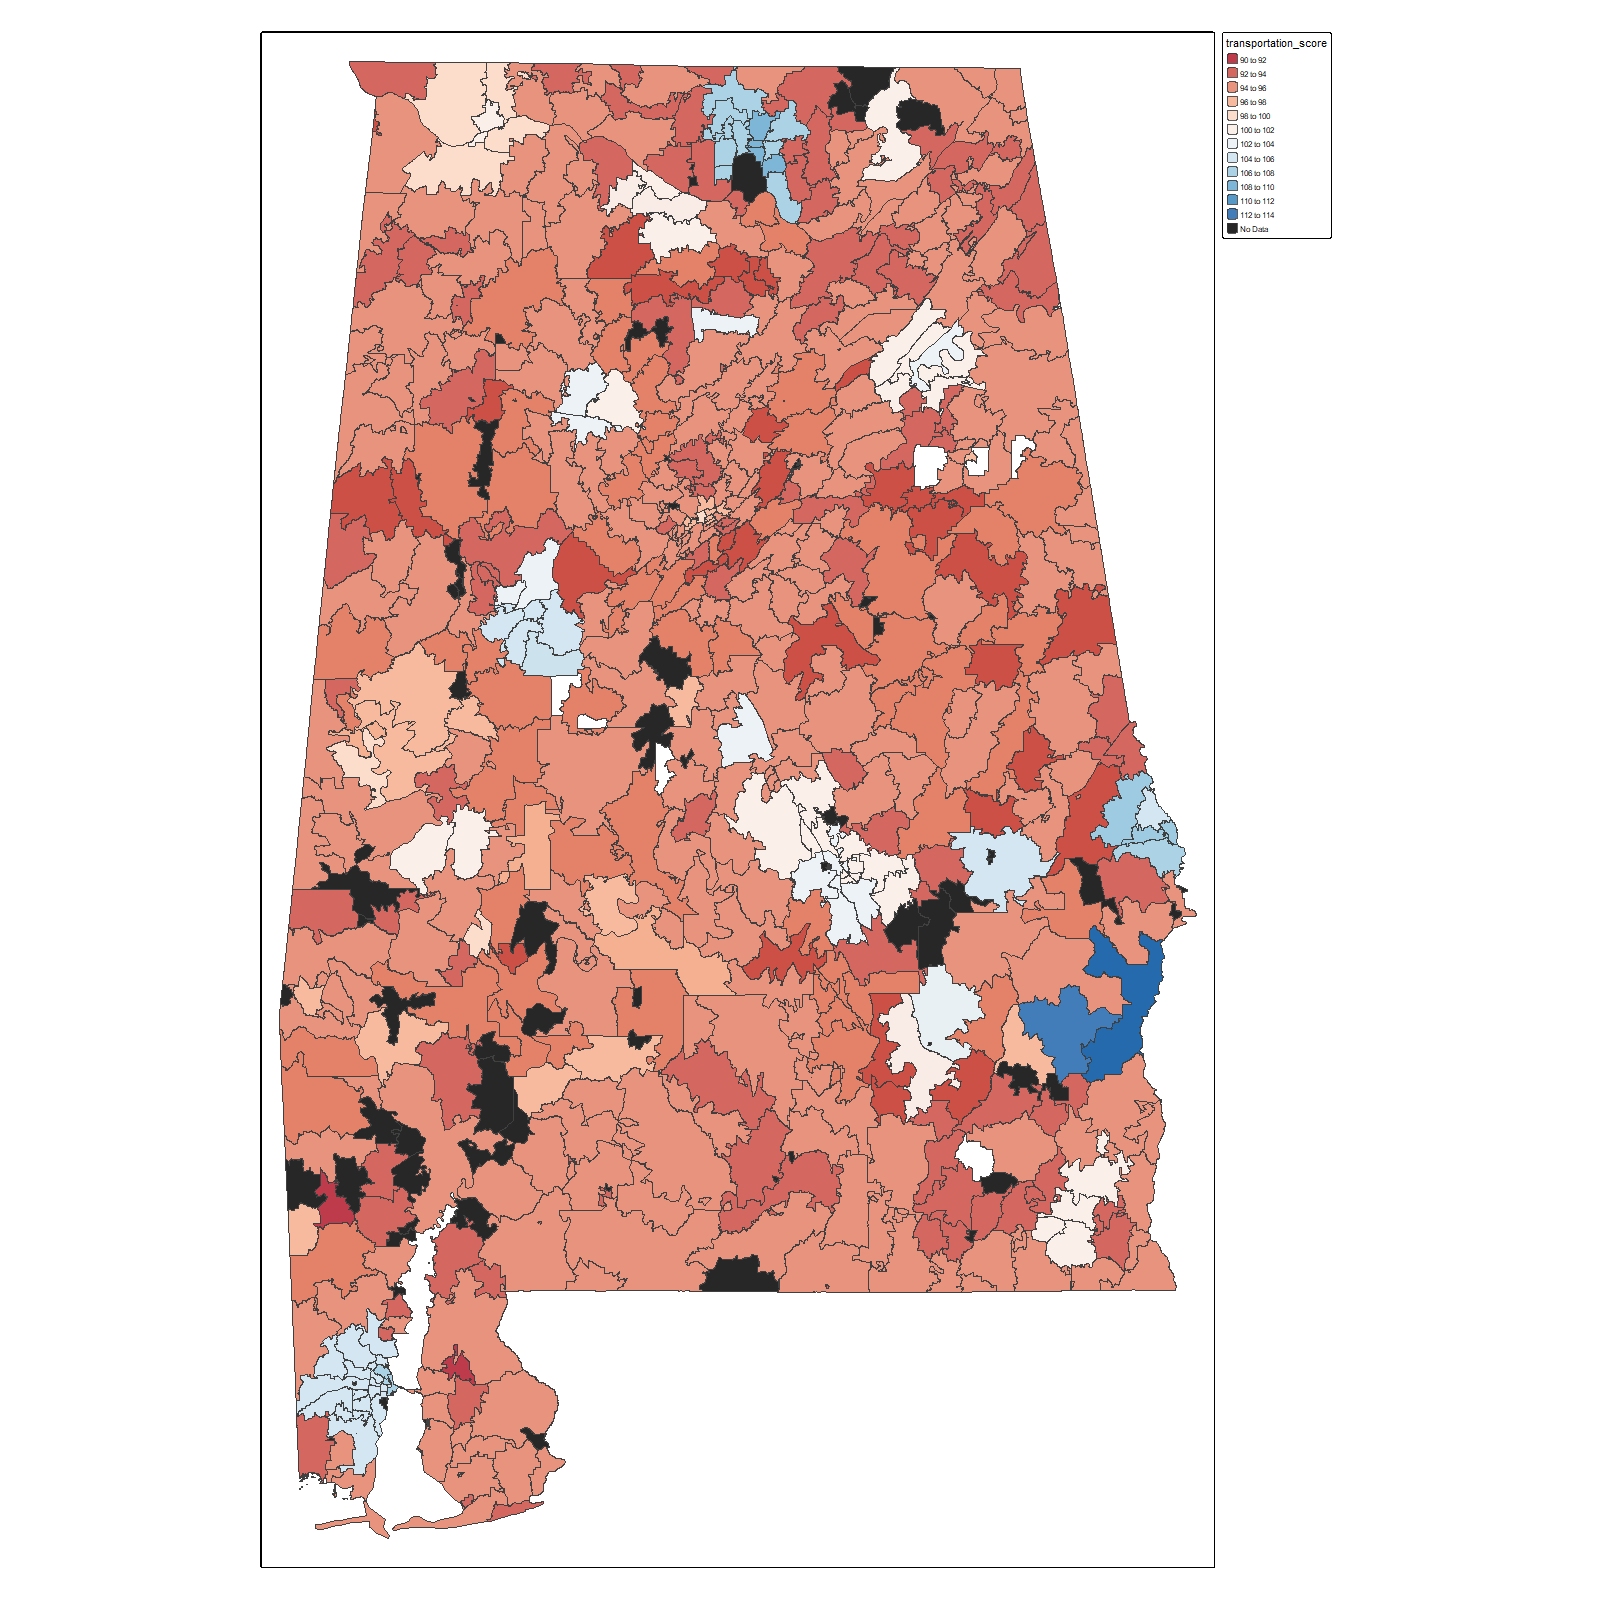 transportation_score
90 to 92
92 to 94
94 to 96
96 to 98
98 to 100
100 to 102
102 to 104
104 to 106
106 to 108
108 to 110
110 to 112
112 to 114
No Data